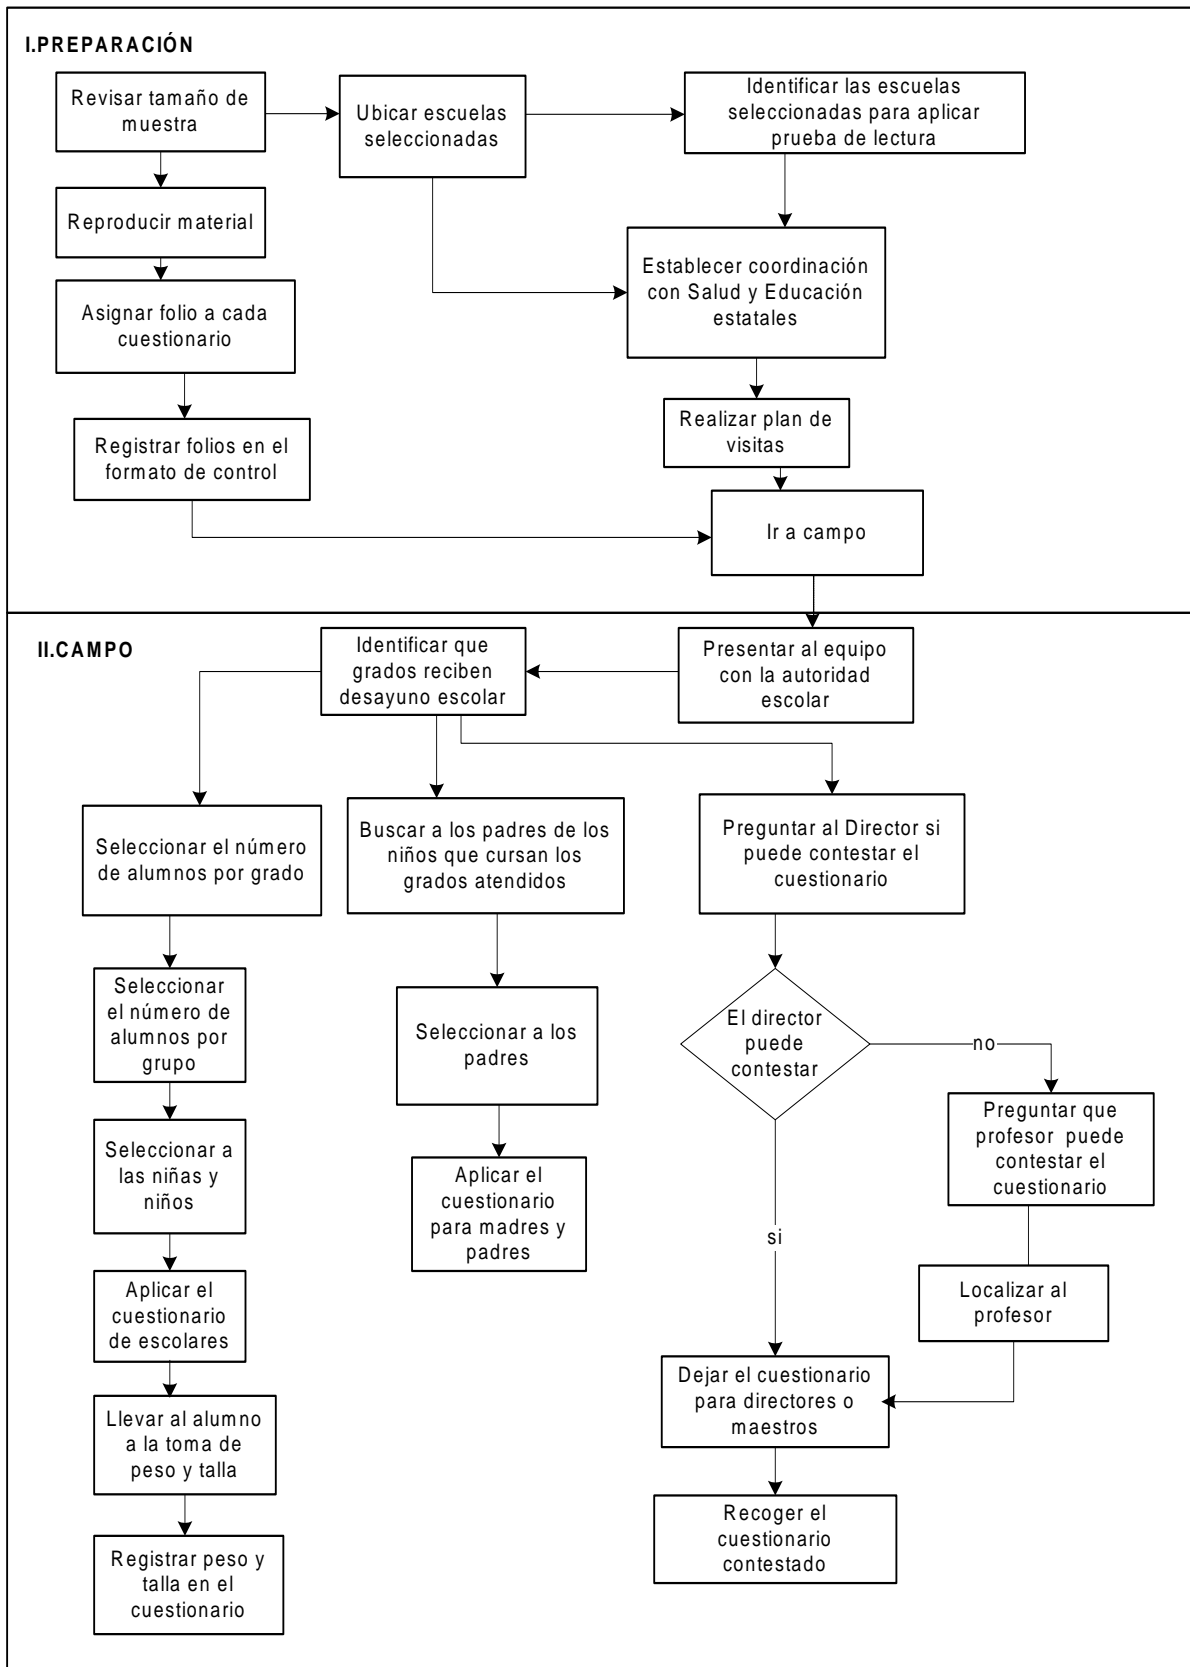 I.PREPARACIÓN
Revisar tamaño de
muestra
Ubicar escuelas
seleccionadas
Identificar las escuelas
seleccionadas para aplicar
prueba de lectura
Reproducir material
Establecer coordinación
con Salud y Educación
estatales
Asignar folio a cada
cuestionario
Realizar plan de
visitas
Registrar folios en el
formato de control
Ir a campo
II.CAMPO
Presentar al equipo
con la autoridad
escolar
Identificar que
grados reciben
desayuno escolar
Seleccionar el número
de alumnos por grado
Seleccionar
el número de
alumnos por
grupo
Seleccionar a
las niñas y
niños
Aplicar el
cuestionario
de escolares
Llevar al alumno
a la toma de
peso y talla
Registrar peso y
talla en el
cuestionario
Buscar a los padres de los
niños que cursan los
grados atendidos
Seleccionar a los
padres
Aplicar el
cuestionario
para madres y
padres
Preguntar al Director si
puede contestar el
cuestionario
El director
puede
contestar
no
Preguntar que
profesor puede
contestar el
cuestionario
Localizar al
profesor
si
Dejar el cuestionario
para directores o
maestros
Recoger el
cuestionario
contestado